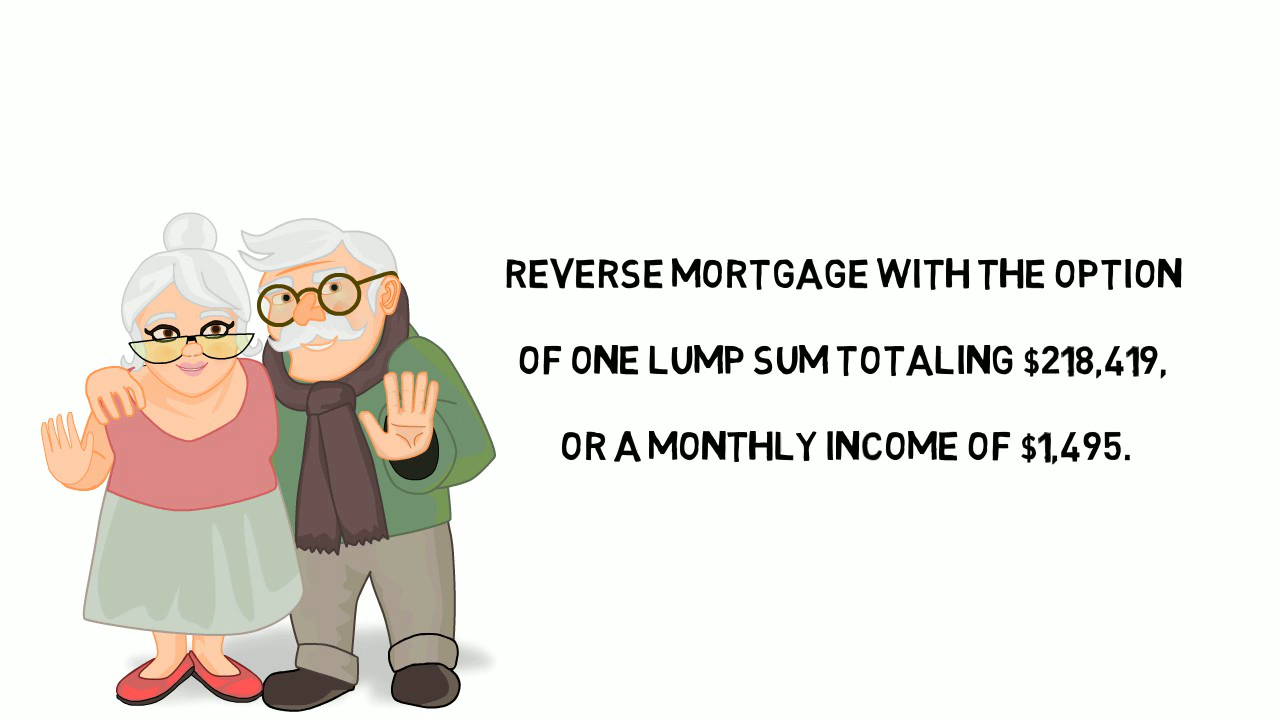 REVERSE MORTGAGE WITH THE OPTION
OF ONE LUMP SUM TOTALING $218,419,
OR A MONTHLY INCOME OF $1,495.